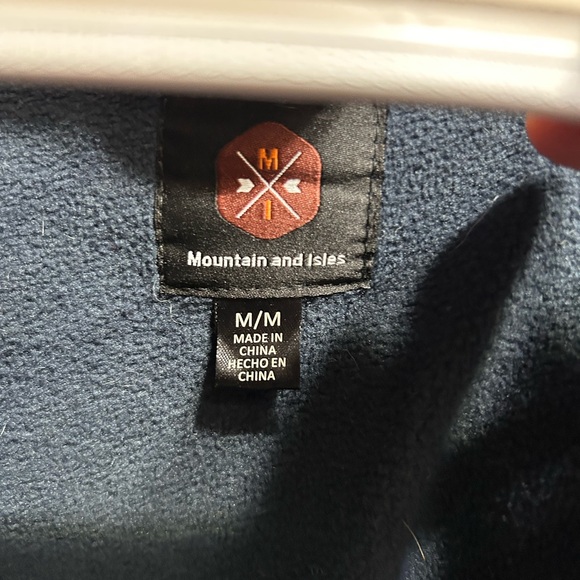 M
I
Mountain and Isles
M/M
MADE IN
CHINA
HECHO EN
CHINA